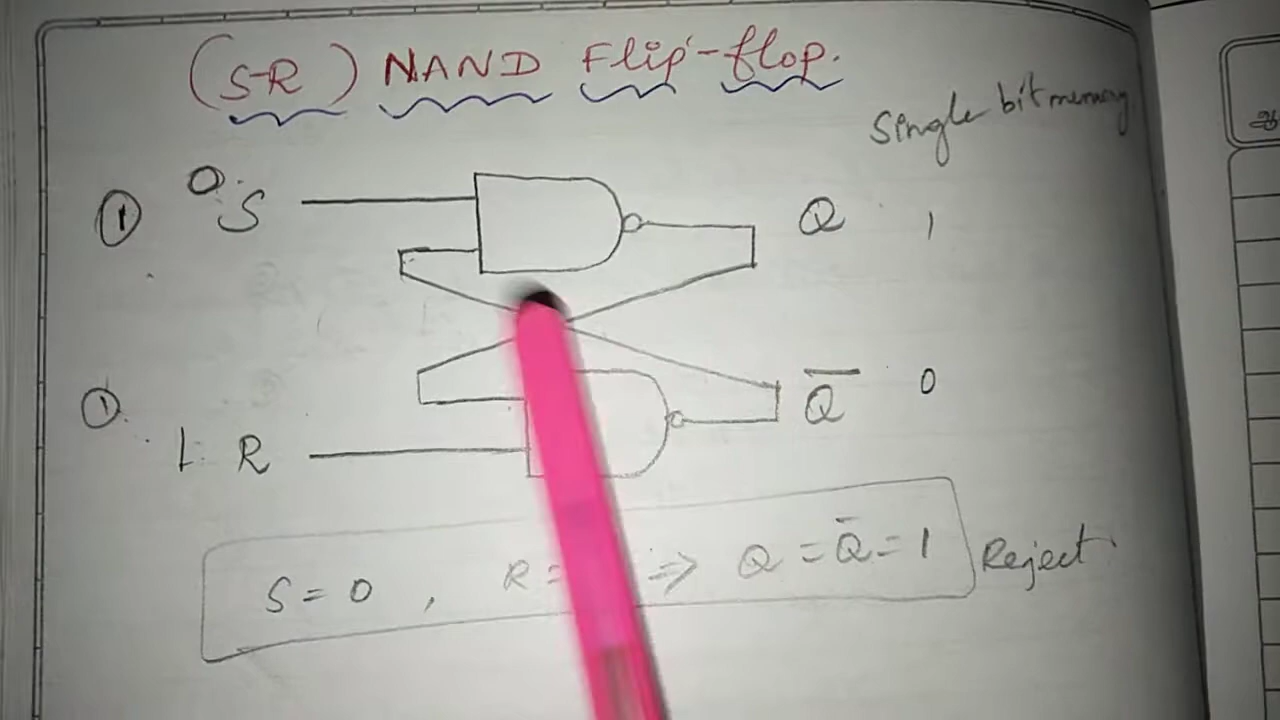 (S-R) NAND Flip-flop.
Single bit memory
① 0 S Q 1
① 1 R Q̅ 0
S = 0 , R = ⇒ Q = Q̅ = 1 Reject